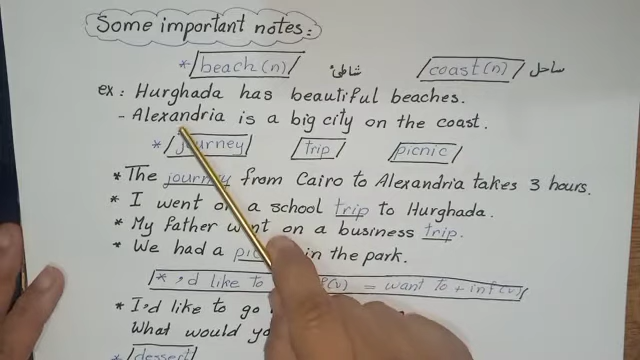 Some important notes:
* beach (n) شاطئ coast (n) ساحل
ex: Hurghada has beautiful beaches.
- Alexandria is a big city on the coast.
* journey trip picnic
* The journey from Cairo to Alexandria takes 3 hours.
* I went on a school trip to Hurghada.
* My father went on a business trip.
* We had a in the park.
* ,'d like to (v) = want to + inf (v)
* I'd like to go
What would
* dessert